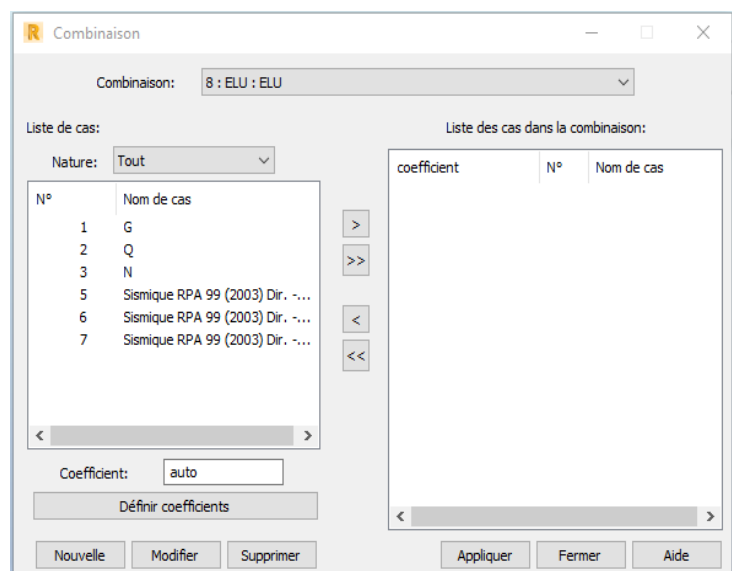 R Combinaison
Combinaison: 8 : ELU : ELU
Liste de cas:
Nature: Tout
N° Nom de cas
1 G
2 Q
3 N
5 Sismique RPA 99 (2003) Dir. -...
6 Sismique RPA 99 (2003) Dir. -...
7 Sismique RPA 99 (2003) Dir. -...
Coefficient: auto
Définir coefficients
Nouvelle Modifier Supprimer
>
>>
<
<<
Liste des cas dans la combinaison:
coefficient N° Nom de cas
Appliquer Fermer Aide